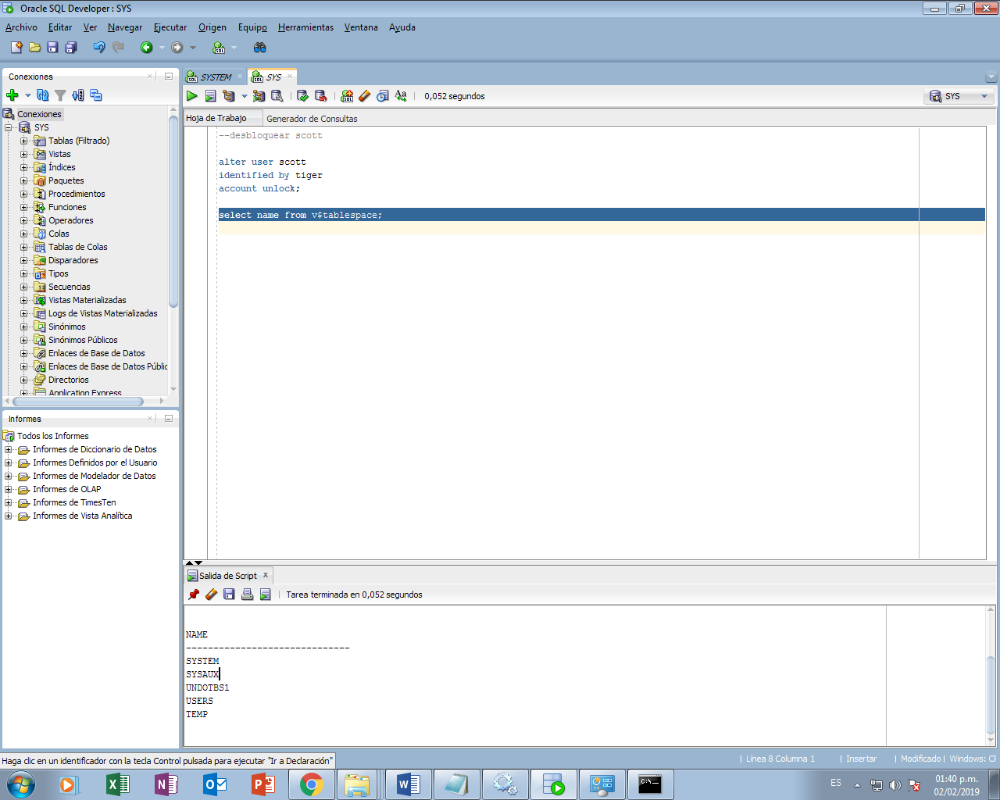 Oracle SQL Developer : SYS
Archivo Editar Ver Navegar Ejecutar Origen Equipo Herramientas Ventana Ayuda
Conexiones
Conexiones
SYS
Tablas (Filtrado)
Vistas
Índices
Paquetes
Procedimientos
Funciones
Operadores
Colas
Tablas de Colas
Disparadores
Tipos
Secuencias
Vistas Materializadas
Logs de Vistas Materializadas
Sinónimos
Sinónimos Públicos
Enlaces de Base de Datos
Enlaces de Base de Datos Públic
Directorios
Application Express
Informes
Todos los Informes
Informes de Diccionario de Datos
Informes Definidos por el Usuario
Informes de Modelador de Datos
Informes de OLAP
Informes de TimesTen
Informes de Vista Analítica
SYSTEM SYS
0,052 segundos SYS
Hoja de Trabajo Generador de Consultas
--desbloquear scott
alter user scott
identified by tiger
account unlock;
select name from v$tablespace;
Salida de Script x
Tarea terminada en 0,052 segundos
NAME
------------------------------
SYSTEM
SYSAUX
UNDOTBS1
USERS
TEMP
Haga clic en un identificador con la tecla Control pulsada para ejecutar "Ir a Declaración"
| Línea 8 Columna 1 | Insertar | Modificado | Windows: CF
ES
01:40 p.m.
02/02/2019